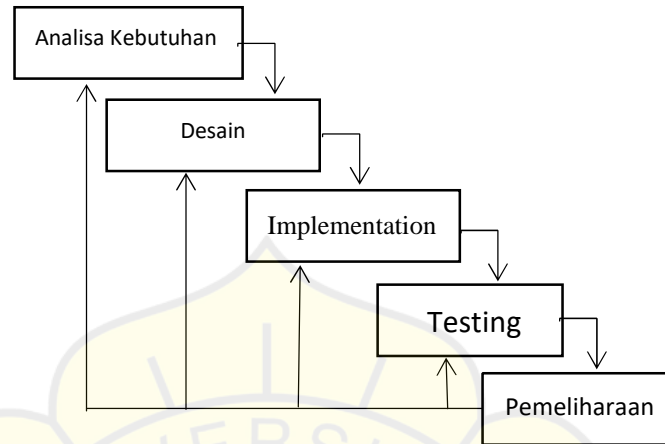 Analisa Kebutuhan
Desain
Implementation
Testing
Pemeliharaan